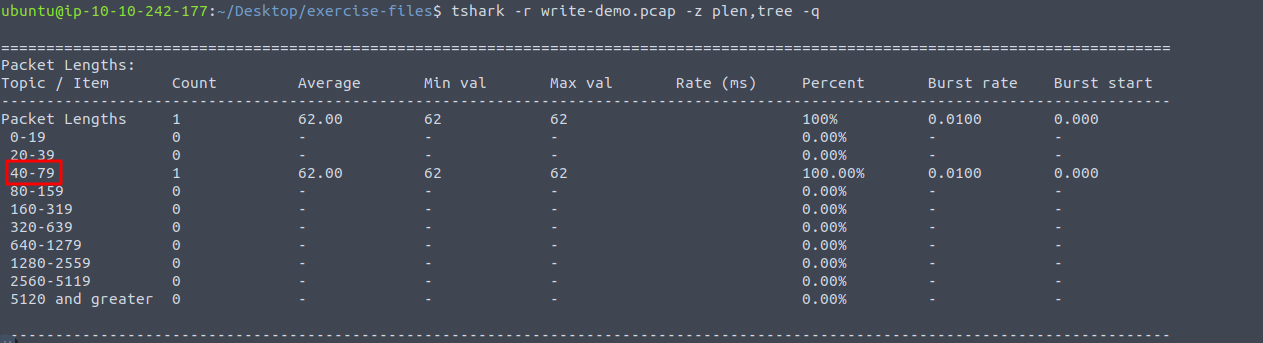 ubuntu@ip-10-10-242-177:~/Desktop/exercise-files$ tshark -r write-demo.pcap -z plen,tree -q
===================================================================================================================================
Packet Lengths:
Topic / Item       Count         Average       Min val       Max val       Rate (ms)     Percent       Burst rate    Burst start
-----------------------------------------------------------------------------------------------------------------------------------
Packet Lengths     1             62.00         62            62                          100%          0.0100        0.000
 0-19              0             -             -             -                           0.00%         -             -
 20-39             0             -             -             -                           0.00%         -             -
 40-79             1             62.00         62            62                          100.00%       0.0100        0.000
 80-159            0             -             -             -                           0.00%         -             -
 160-319           0             -             -             -                           0.00%         -             -
 320-639           0             -             -             -                           0.00%         -             -
 640-1279          0             -             -             -                           0.00%         -             -
 1280-2559         0             -             -             -                           0.00%         -             -
 2560-5119         0             -             -             -                           0.00%         -             -
 5120 and greater  0             -             -             -                           0.00%         -             -
-----------------------------------------------------------------------------------------------------------------------------------